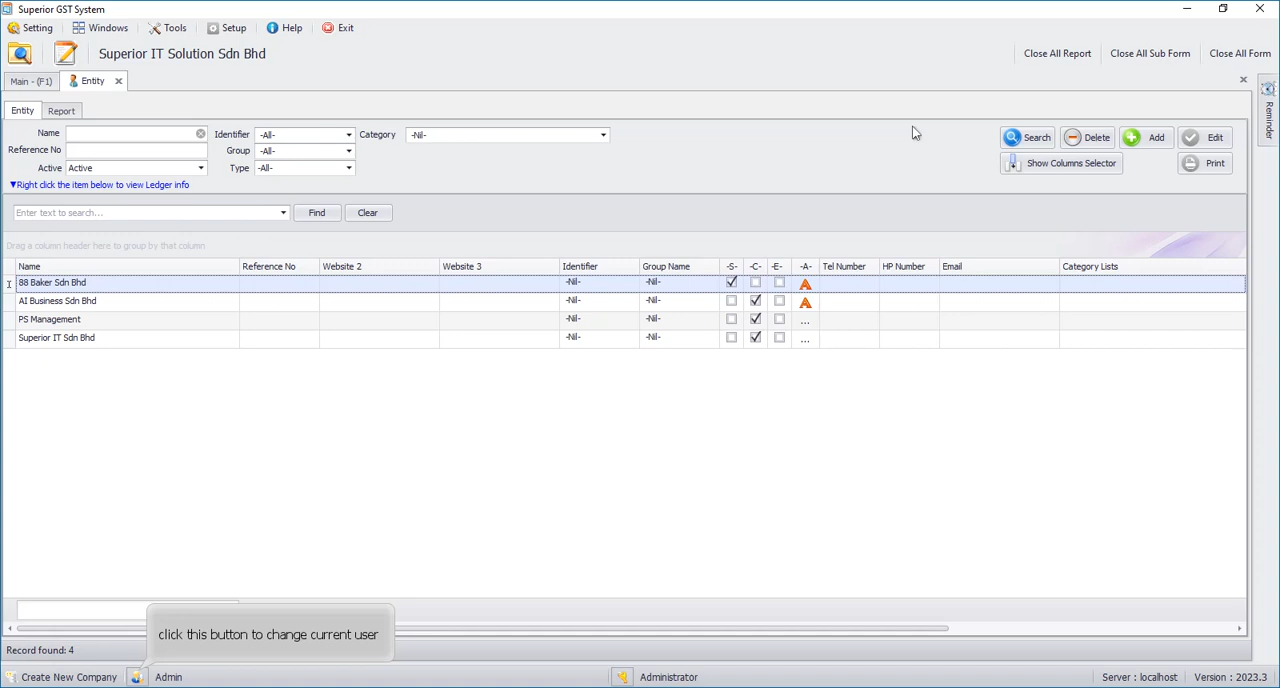 Superior GST System
Setting Windows Tools Setup Help Exit
Superior IT Solution Sdn Bhd Close All Report Close All Sub Form Close All Form
Main - (F1) Entity
Reminder
Entity Report
Name Identifier -All- Category -Nil-
Search Delete Add Edit
Reference No Group -All-
Show Columns Selector Print
Active Active Type -All-
▼Right click the item below to view Ledger info
Enter text to search... Find Clear
Drag a column header here to group by that column
Name Reference No Website 2 Website 3 Identifier Group Name -S- -C- -E- -A- Tel Number HP Number Email Category Lists
88 Baker Sdn Bhd -Nil- -Nil-
AI Business Sdn Bhd -Nil- -Nil-
PS Management -Nil- -Nil- ...
Superior IT Sdn Bhd -Nil- -Nil- ...
click this button to change current user
Record found: 4
Create New Company Admin Administrator Server : localhost Version : 2023.3